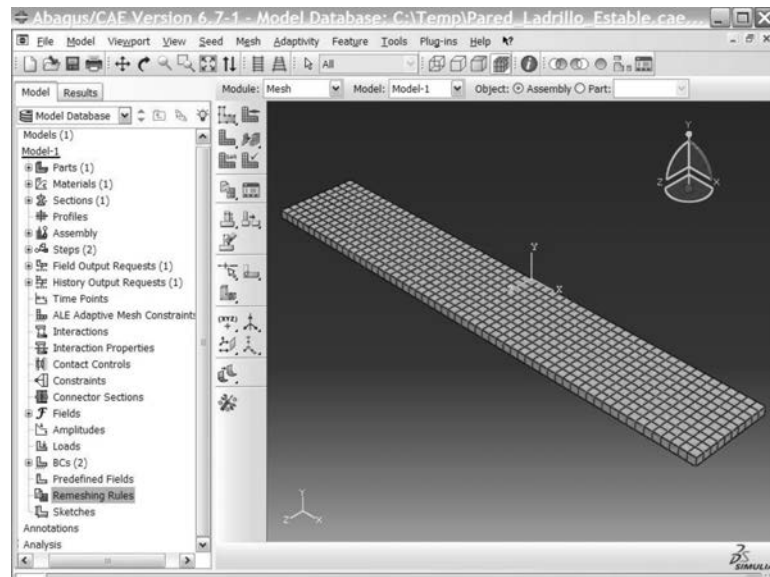 Abaqus/CAE Version 6.7-1 - Model Database: C:\Temp\Pared_Ladrillo_Estable.cae...
File Model Viewport View Seed Mesh Adaptivity Feature Tools Plug-ins Help
All
Model Results
Module: Mesh Model: Model-1 Object: Assembly Part:
Model Database
Models (1)
Model-1
Parts (1)
Materials (1)
Sections (1)
Profiles
Assembly
Steps (2)
Field Output Requests (1)
History Output Requests (1)
Time Points
ALE Adaptive Mesh Constraints
Interactions
Interaction Properties
Contact Controls
Constraints
Connector Sections
Fields
Amplitudes
Loads
BCs (2)
Predefined Fields
Remeshing Rules
Sketches
Annotations
Analysis
(XYZ)
Y
Z X
Y
X
Y
Z X
SIMULIA